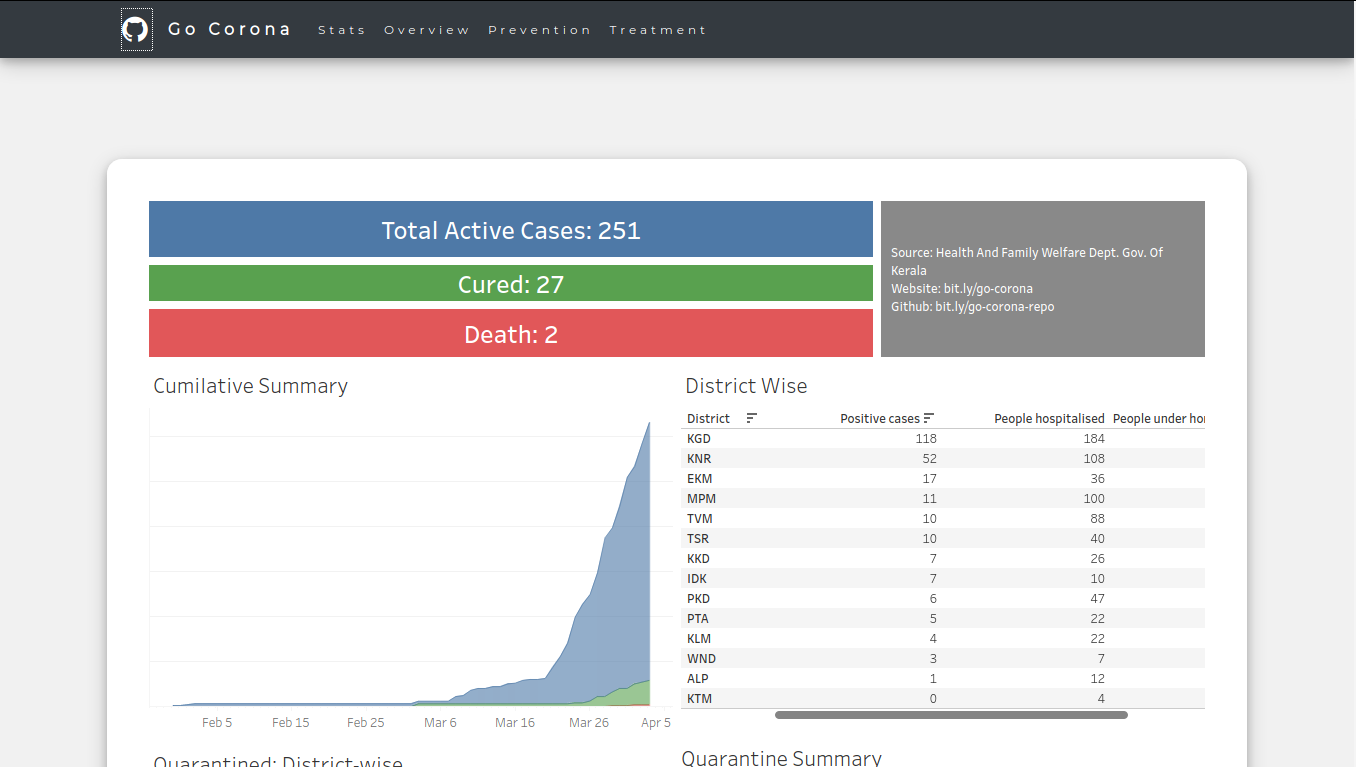 Go Corona Stats Overview Prevention Treatment
Total Active Cases: 251
Cured: 27
Death: 2
Source: Health And Family Welfare Dept. Gov. Of
Kerala
Website: bit.ly/go-corona
Github: bit.ly/go-corona-repo
Cumilative Summary
Feb 5 Feb 15 Feb 25 Mar 6 Mar 16 Mar 26 Apr 5
District Wise
District Positive cases People hospitalised People under
KGD 118 184
KNR 52 108
EKM 17 36
MPM 11 100
TVM 10 88
TSR 10 40
KKD 7 26
IDK 7 10
PKD 6 47
PTA 5 22
KLM 4 22
WND 3 7
ALP 1 12
KTM 0 4
Quarantined: District-wise
Quarantine Summary